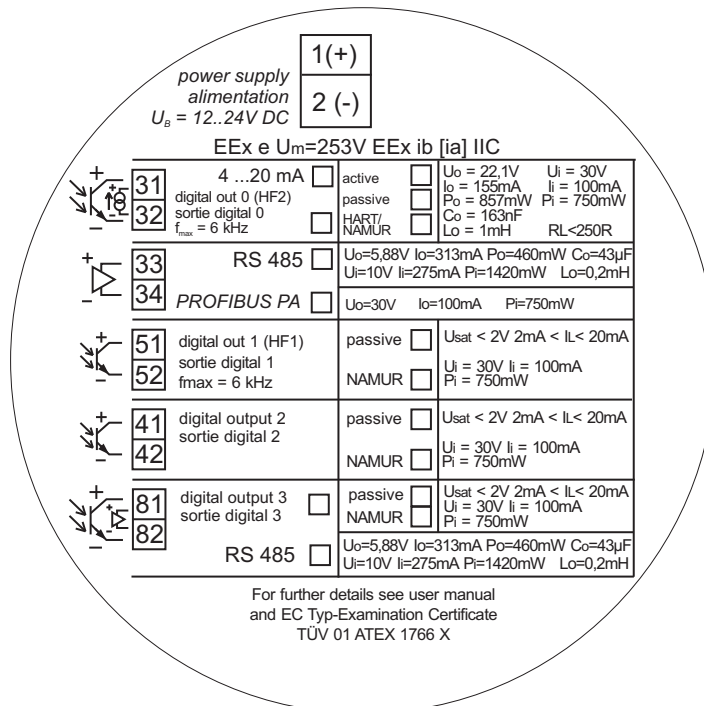 1(+)
power supply
alimentation
U_B = 12..24V DC
2 (-)
EEx e Um=253V EEx ib [ia] IIC
+
31
32
–
4 ...20 mA
digital out 0 (HF2)
sortie digital 0
f_max = 6 kHz
active
passive
HART/
NAMUR
Uo = 22,1V Ui = 30V
Io = 155mA Ii = 100mA
Po = 857mW Pi = 750mW
Co = 163nF
Lo = 1mH RL<250R
+
33
34
–
RS 485
PROFIBUS PA
Uo=5,88V Io=313mA Po=460mW Co=43µF
Ui=10V Ii=275mA Pi=1420mW Lo=0,2mH
Uo=30V Io=100mA Pi=750mW
+
51
52
–
digital out 1 (HF1)
sortie digital 1
fmax = 6 kHz
passive
NAMUR
Usat < 2V 2mA < IL< 20mA
Ui = 30V Ii = 100mA
Pi = 750mW
+
41
42
–
digital output 2
sortie digital 2
passive
NAMUR
Usat < 2V 2mA < IL< 20mA
Ui = 30V Ii = 100mA
Pi = 750mW
+
81
82
–
digital output 3
sortie digital 3
RS 485
passive
NAMUR
Usat < 2V 2mA < IL< 20mA
Ui = 30V Ii = 100mA
Pi = 750mW
Uo=5,88V Io=313mA Po=460mW Co=43µF
Ui=10V Ii=275mA Pi=1420mW Lo=0,2mH
For further details see user manual
and EC Typ-Examination Certificate
TÜV 01 ATEX 1766 X